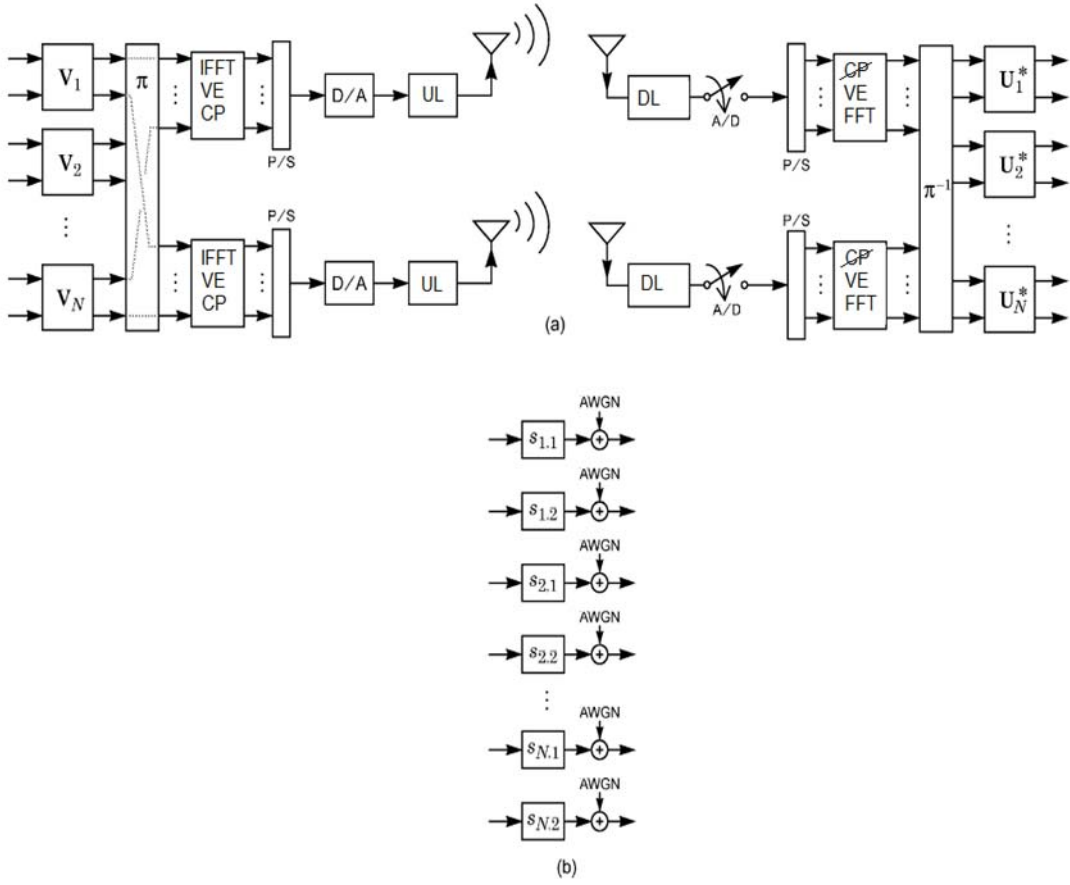 V1
V2
⋮
VN
π
⋮
IFFT
VE
CP
⋮
P/S
D/A
UL
⋮
IFFT
VE
CP
⋮
P/S
D/A
UL
DL
A/D
P/S
⋮
CP
VE
FFT
⋮
DL
A/D
P/S
⋮
CP
VE
FFT
⋮
π−1
U1*
U2*
⋮
UN*
(a)
AWGN
s1.1
+
AWGN
s1.2
+
AWGN
s2.1
+
AWGN
s2.2
+
⋮
AWGN
sN.1
+
AWGN
sN.2
+
(b)